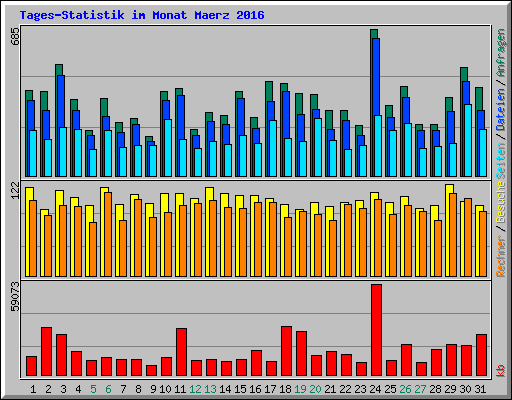 Tages-Statistik im Monat Maerz 2016
685
122
59073
Rechner / Besuche Seiten / Dateien / Anfragen
kb
1 2 3 4 5 6 7 8 9 10 11 12 13 14 15 16 17 18 19 20 21 22 23 24 25 26 27 28 29 30 31